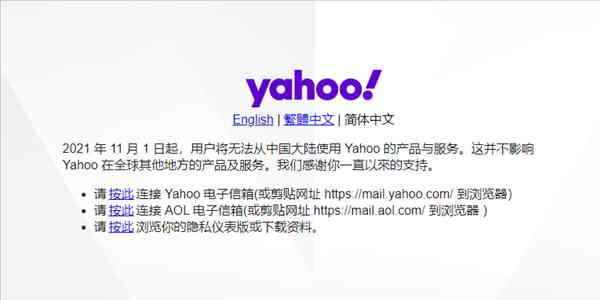 yahoo!
English | 繁體中文 | 简体中文
2021 年 11 月 1 日起，用户将无法从中国大陆使用 Yahoo 的产品与服务。这并不影响
Yahoo 在全球其他地方的产品及服务。我们感谢你一直以來的支持。
• 请 按此 连接 Yahoo 电子信箱(或剪贴网址 https://mail.yahoo.com/ 到浏览器)
• 请 按此 连接 AOL 电子信箱(或剪贴网址 https://mail.aol.com/ 到浏览器 )
• 请 按此 浏览你的隐私仪表版或下载资料。